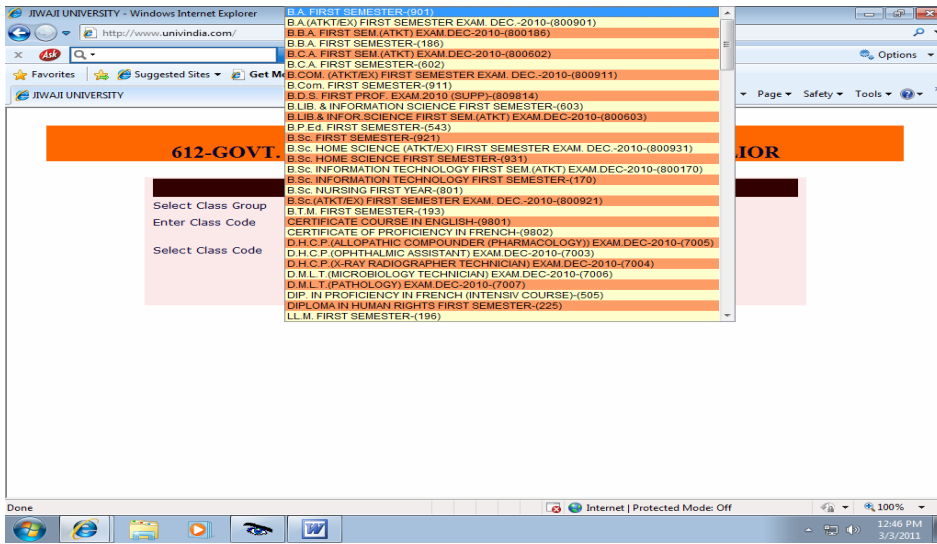 JIWAJI UNIVERSITY - Windows Internet Explorer
http://www.univindia.com/
Ask
Options
Favorites Suggested Sites Get M
JIWAJI UNIVERSITY
Page Safety Tools
612-GOVT. IOR
Select Class Group
Enter Class Code
Select Class Code
B.A. FIRST SEMESTER-(901)
B.A.(ATKT/EX) FIRST SEMESTER EXAM. DEC.-2010-(800901)
B.B.A. FIRST SEM.(ATKT) EXAM.DEC-2010-(800186)
B.B.A. FIRST SEMESTER-(186)
B.C.A. FIRST SEM.(ATKT) EXAM.DEC-2010-(800602)
B.C.A. FIRST SEMESTER-(602)
B.COM. (ATKT/EX) FIRST SEMESTER EXAM. DEC.-2010-(800911)
B.Com. FIRST SEMESTER-(911)
B.D.S. FIRST PROF. EXAM.2010 (SUPP)-(809814)
B.LIB. & INFORMATION SCIENCE FIRST SEMESTER-(603)
B.LIB.& INFOR.SCIENCE FIRST SEM.(ATKT) EXAM.DEC-2010-(800603)
B.P.Ed. FIRST SEMESTER-(543)
B.Sc. FIRST SEMESTER-(921)
B.Sc. HOME SCIENCE (ATKT/EX) FIRST SEMESTER EXAM. DEC.-2010-(800931)
B.Sc. HOME SCIENCE FIRST SEMESTER-(931)
B.Sc. INFORMATION TECHNOLOGY FIRST SEM.(ATKT) EXAM.DEC-2010-(800170)
B.Sc. INFORMATION TECHNOLOGY FIRST SEMESTER-(170)
B.Sc. NURSING FIRST YEAR-(801)
B.Sc.(ATKT/EX) FIRST SEMESTER EXAM. DEC.-2010-(800921)
B.T.M. FIRST SEMESTER-(193)
CERTIFICATE COURSE IN ENGLISH-(9801)
CERTIFICATE OF PROFICIENCY IN FRENCH-(9802)
D.H.C.P.(ALLOPATHIC COMPOUNDER (PHARMACOLOGY)) EXAM.DEC-2010-(7005)
D.H.C.P.(OPHTHALMIC ASSISTANT) EXAM.DEC-2010-(7003)
D.H.C.P.(X-RAY RADIOGRAPHER TECHNICIAN) EXAM.DEC-2010-(7004)
D.M.L.T.(MICROBIOLOGY TECHNICIAN) EXAM.DEC-2010-(7006)
D.M.L.T.(PATHOLOGY) EXAM.DEC-2010-(7007)
DIP. IN PROFICIENCY IN FRENCH (INTENSIV COURSE)-(505)
DIPLOMA IN HUMAN RIGHTS FIRST SEMESTER-(225)
LL.M. FIRST SEMESTER-(196)
Done Internet | Protected Mode: Off 100%
12:46 PM
3/3/2011